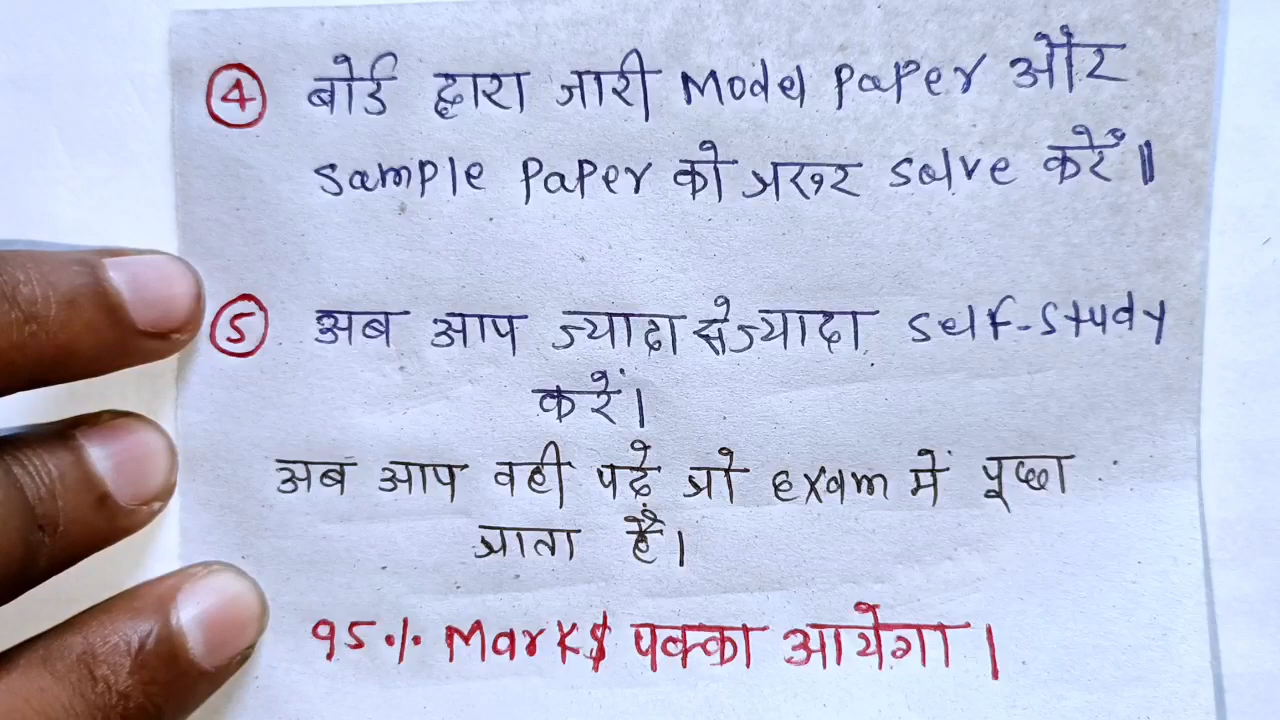 ④ बोर्ड द्वारा जारी Model Paper और
Sample Paper को जरूर Solve करें॥
⑤ अब आप ज्यादा से ज्यादा Self-Study
करें।
अब आप वही पढ़ें जो Exam में पूछा
जाता है।
95% Marks पक्का आयेगा।